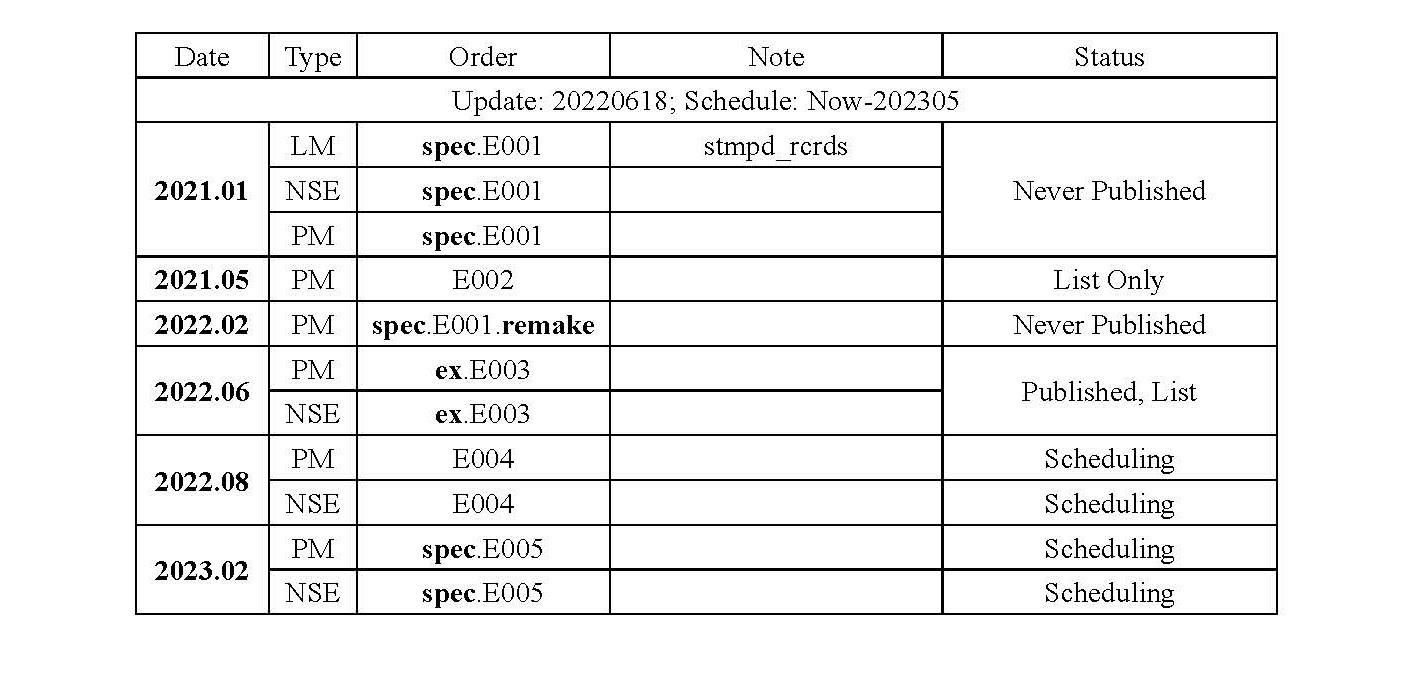 Date Type Order Note Status
Update: 20220618; Schedule: Now-202305
2021.01 LM spec.E001 stmpd_rcrds Never Published
NSE spec.E001
PM spec.E001
2021.05 PM E002 List Only
2022.02 PM spec.E001.remake Never Published
2022.06 PM ex.E003 Published, List
NSE ex.E003
2022.08 PM E004 Scheduling
NSE E004 Scheduling
2023.02 PM spec.E005 Scheduling
NSE spec.E005 Scheduling